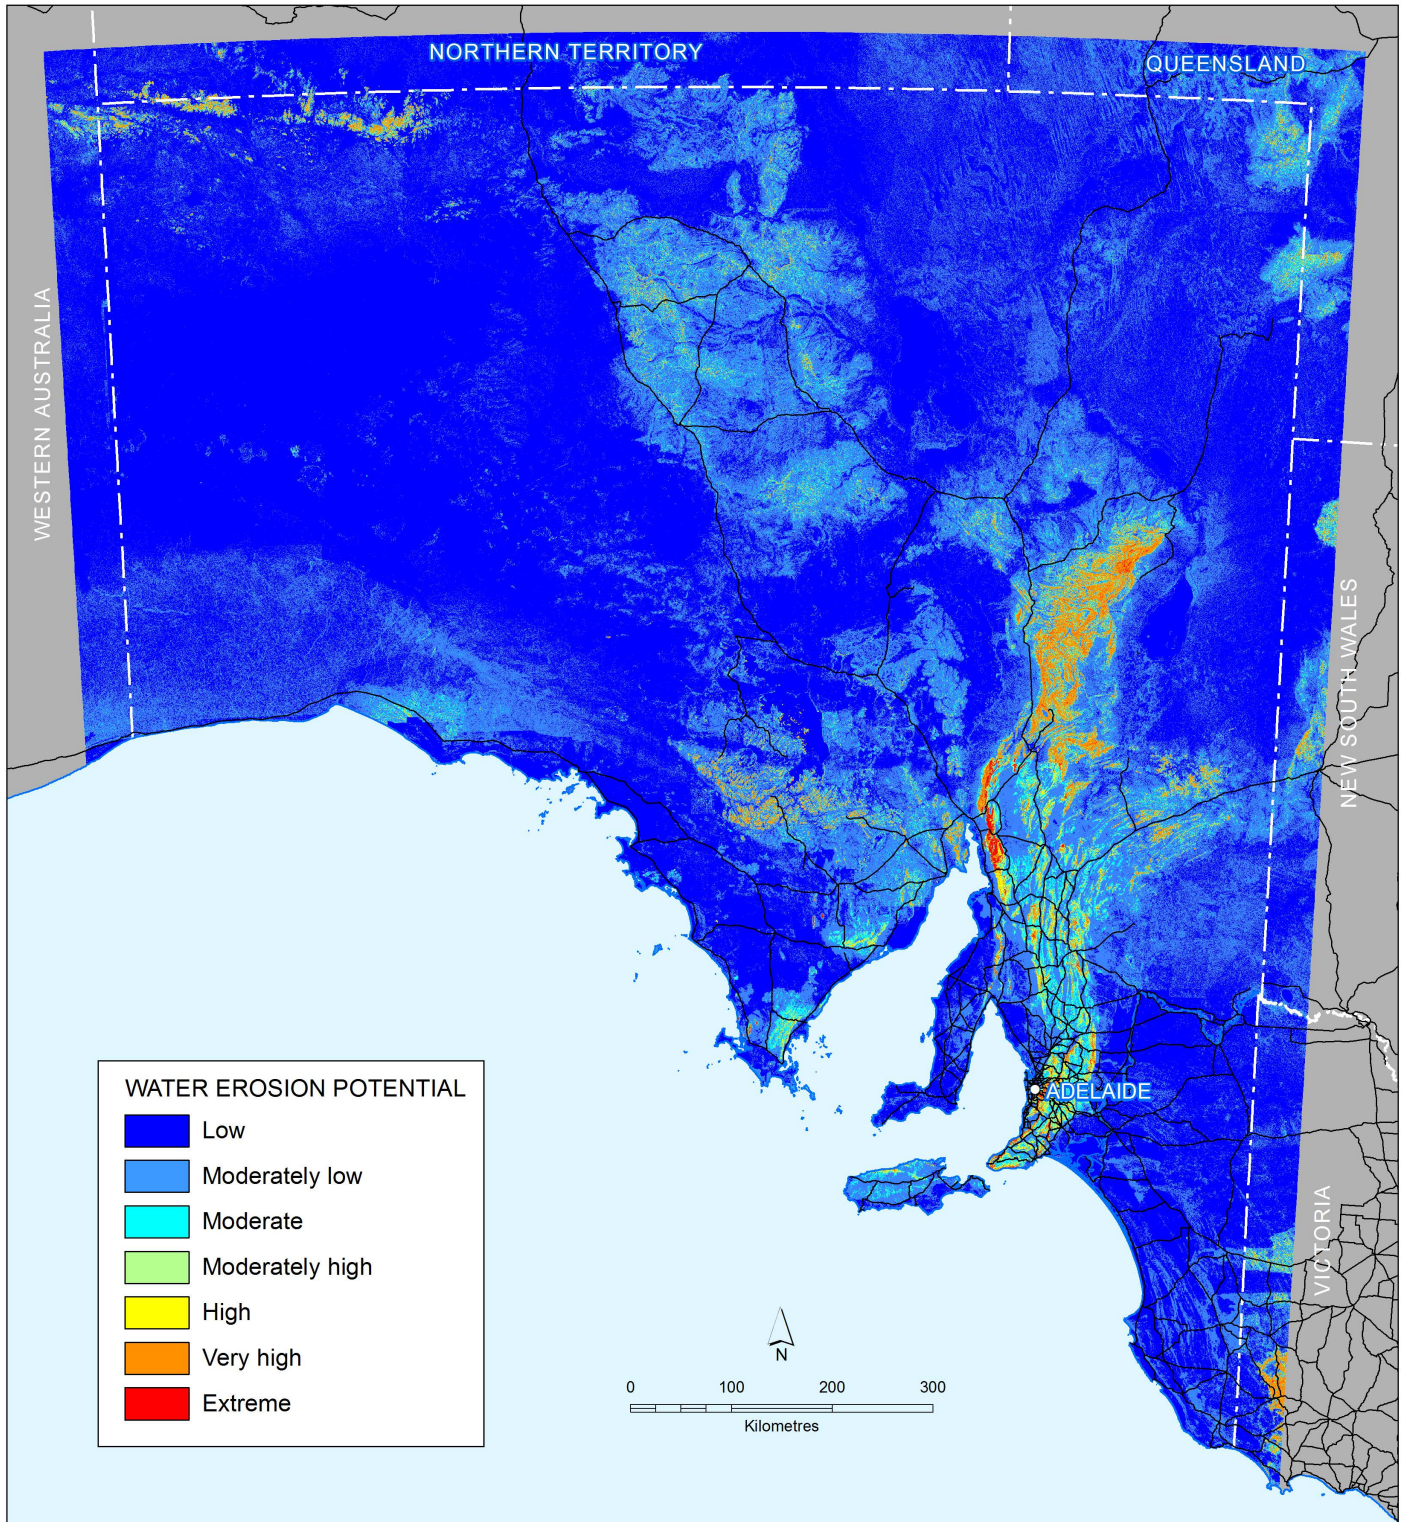 NORTHERN TERRITORY
QUEENSLAND
WESTERN AUSTRALIA
NEW SOUTH WALES
ADELAIDE
VICTORIA
WATER EROSION POTENTIAL
Low
Moderately low
Moderate
Moderately high
High
Very high
Extreme
N
0 100 200 300
Kilometres